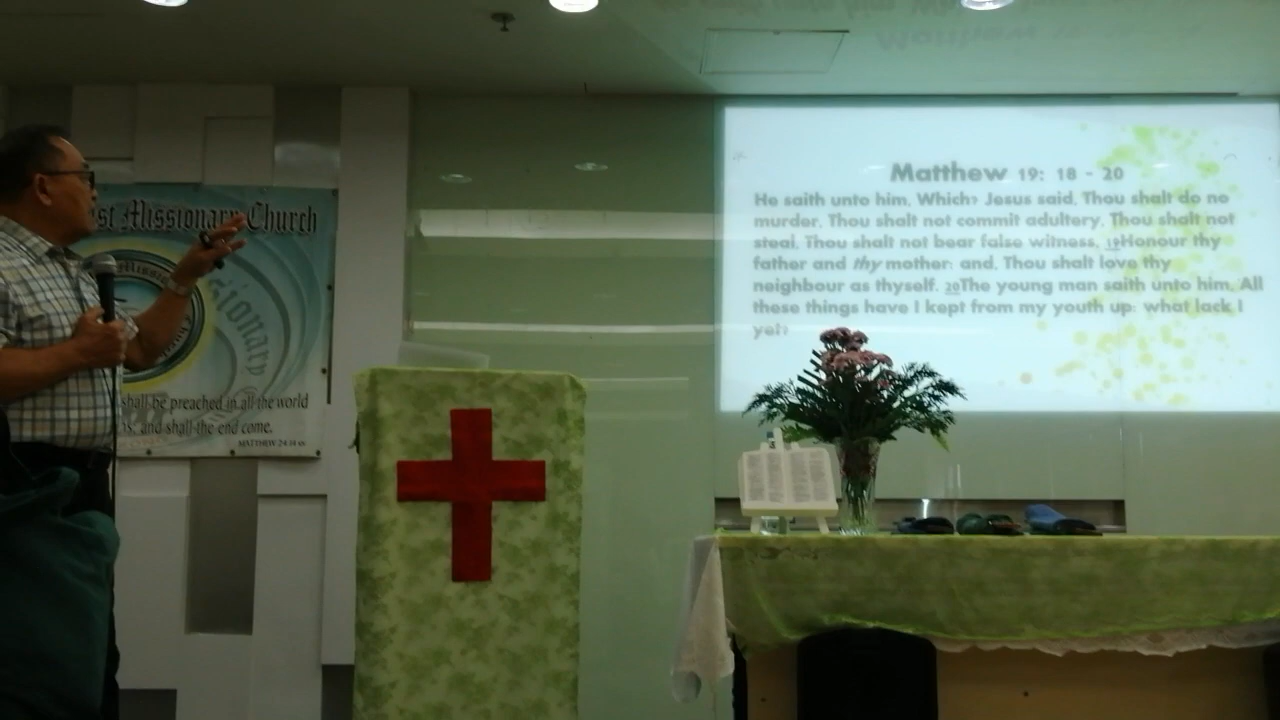 st Missionary Church
Missio
ssionary
shall be preached in all the world
ns, and shall the end come.
MATTHEW 24:14
Matthew 19: 18 - 20
He saith unto him, Which? Jesus said, Thou shalt do no
murder, Thou shalt not commit adultery, Thou shalt not
steal, Thou shalt not bear false witness, 19Honour thy
father and thy mother: and, Thou shalt love thy
neighbour as thyself. 20The young man saith unto him, All
these things have I kept from my youth up: what lack I
yet?